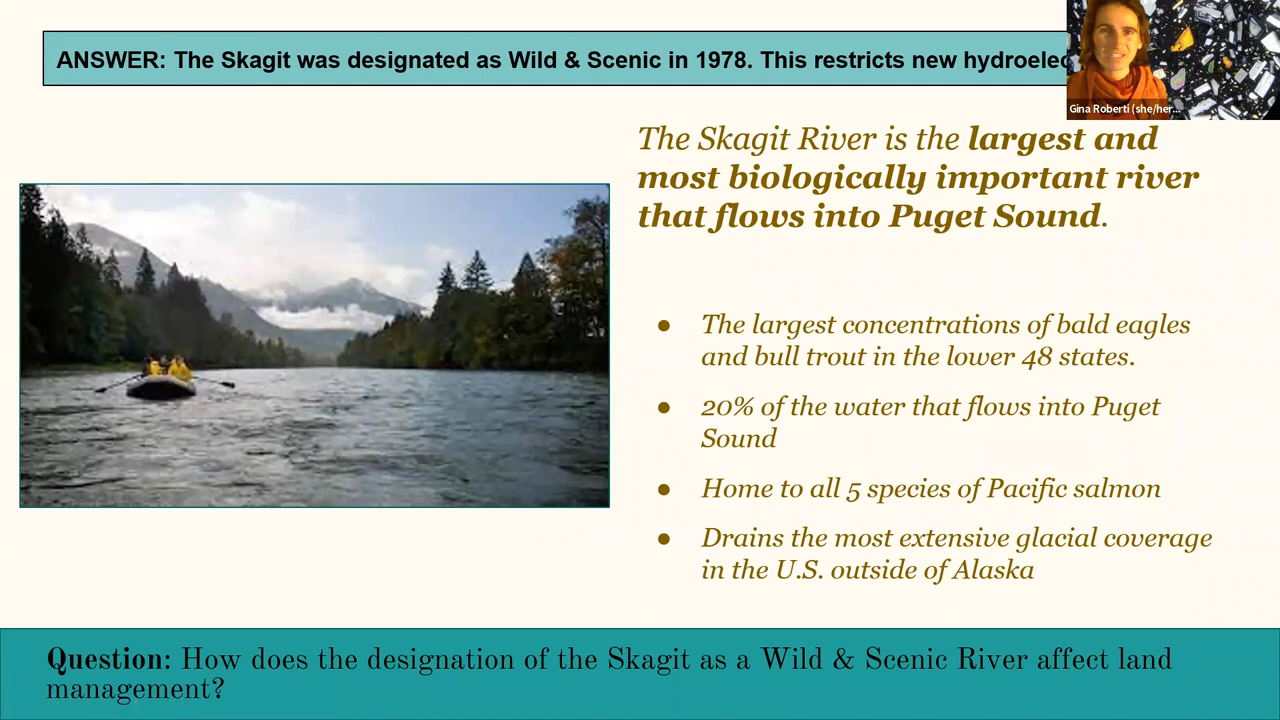 ANSWER: The Skagit was designated as Wild & Scenic in 1978. This restricts new
Gina Roberti (she/her...
The Skagit River is the largest and
most biologically important river
that flows into Puget Sound.
● The largest concentrations of bald eagles
and bull trout in the lower 48 states.
● 20% of the water that flows into Puget
Sound
● Home to all 5 species of Pacific salmon
● Drains the most extensive glacial coverage
in the U.S. outside of Alaska
Question: How does the designation of the Skagit as a Wild & Scenic River affect land
management?